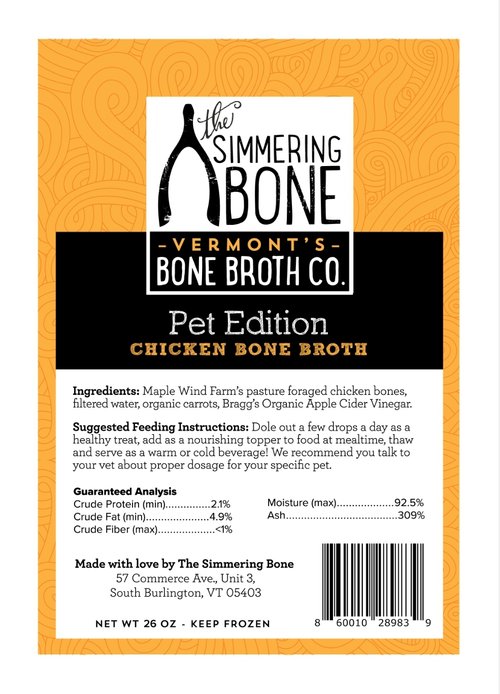 the
SIMMERING
BONE
-VERMONT'S-
BONE BROTH CO.
Pet Edition
CHICKEN BONE BROTH
Ingredients: Maple Wind Farm's pasture foraged chicken bones,
filtered water, organic carrots, Bragg's Organic Apple Cider Vinegar.
Suggested Feeding Instructions: Dole out a few drops a day as a
healthy treat, add as a nourishing topper to food at mealtime, thaw
and serve as a warm or cold beverage! We recommend you talk to
your vet about proper dosage for your specific pet.
Guaranteed Analysis
Crude Protein (min)...............2.1%
Crude Fat (min).....................4.9%
Crude Fiber (max)...................<1%
Moisture (max)...................92.5%
Ash.....................................309%
Made with love by The Simmering Bone
57 Commerce Ave., Unit 3,
South Burlington, VT 05403
NET WT 26 OZ - KEEP FROZEN
8 60010 28983 9